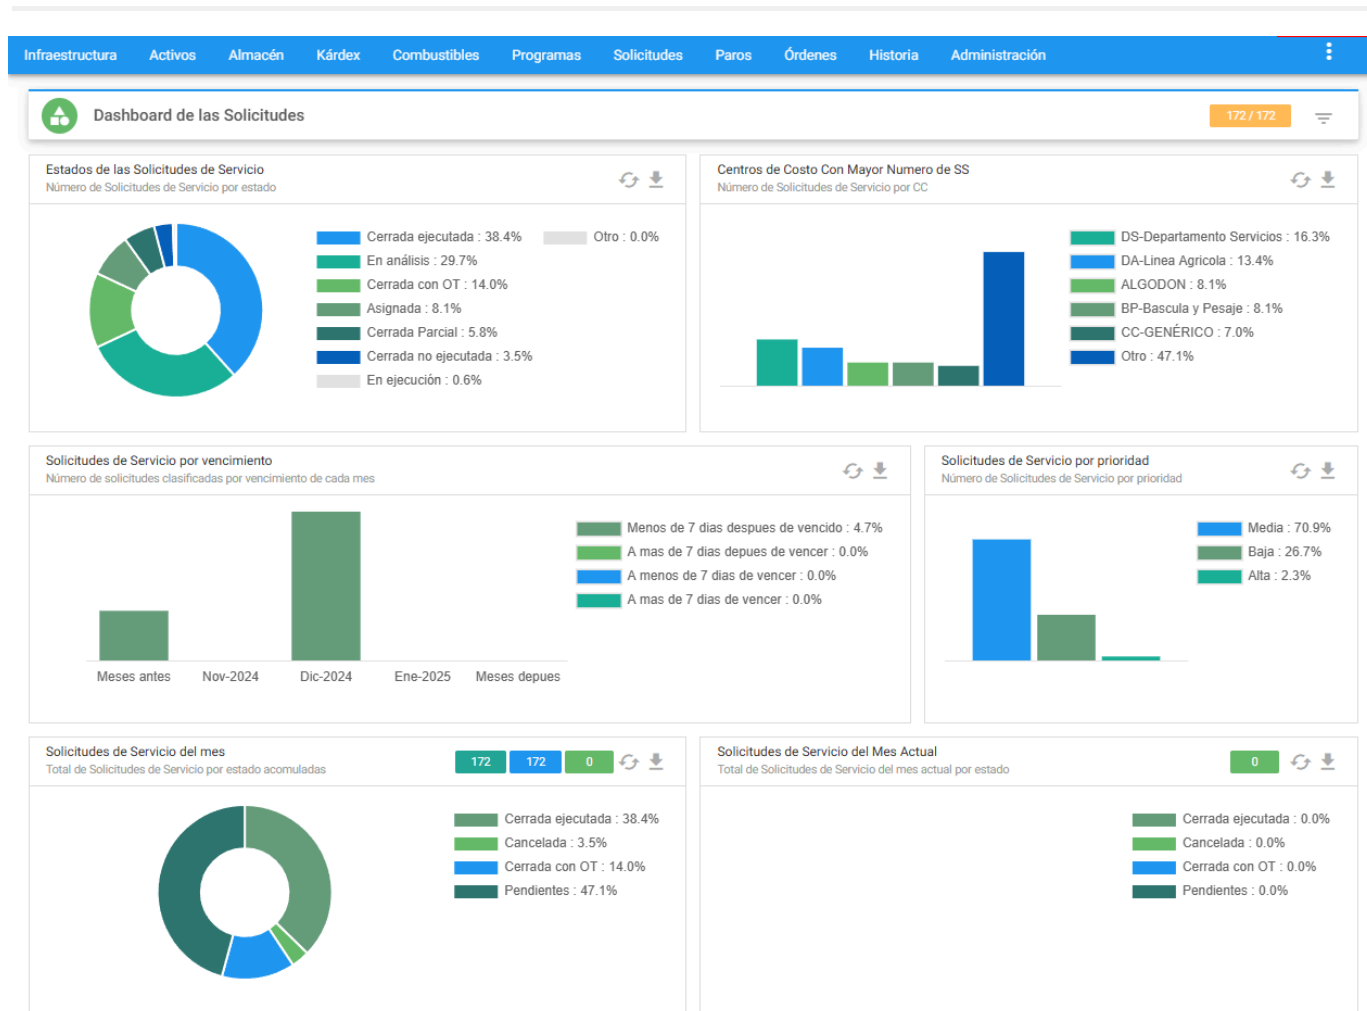 Infraestructura Activos Almacén Kárdex Combustibles Programas Solicitudes Paros Órdenes Historia Administración
Dashboard de las Solicitudes
172 / 172
Estados de las Solicitudes de Servicio
Número de Solicitudes de Servicio por estado
Cerrada ejecutada : 38.4%
Otro : 0.0%
En análisis : 29.7%
Cerrada con OT : 14.0%
Asignada : 8.1%
Cerrada Parcial : 5.8%
Cerrada no ejecutada : 3.5%
En ejecución : 0.6%
Centros de Costo Con Mayor Numero de SS
Número de Solicitudes de Servicio por CC
DS-Departamento Servicios : 16.3%
DA-Linea Agricola : 13.4%
ALGODON : 8.1%
BP-Bascula y Pesaje : 8.1%
CC-GENÉRICO : 7.0%
Otro : 47.1%
Solicitudes de Servicio por vencimiento
Número de solicitudes clasificadas por vencimiento de cada mes
Menos de 7 dias despues de vencido : 4.7%
A mas de 7 dias depues de vencer : 0.0%
A menos de 7 dias de vencer : 0.0%
A mas de 7 dias de vencer : 0.0%
Meses antes Nov-2024 Dic-2024 Ene-2025 Meses depues
Solicitudes de Servicio por prioridad
Número de Solicitudes de Servicio por prioridad
Media : 70.9%
Baja : 26.7%
Alta : 2.3%
Solicitudes de Servicio del mes
Total de Solicitudes de Servicio por estado acomuladas
172 172 0
Cerrada ejecutada : 38.4%
Cancelada : 3.5%
Cerrada con OT : 14.0%
Pendientes : 47.1%
Solicitudes de Servicio del Mes Actual
Total de Solicitudes de Servicio del mes actual por estado
0
Cerrada ejecutada : 0.0%
Cancelada : 0.0%
Cerrada con OT : 0.0%
Pendientes : 0.0%